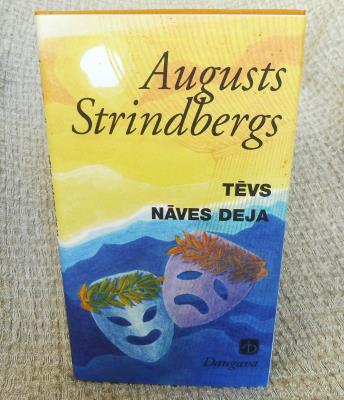 Augusts
Strindbergs
TĒVS
NĀVES DEJA
Daugava